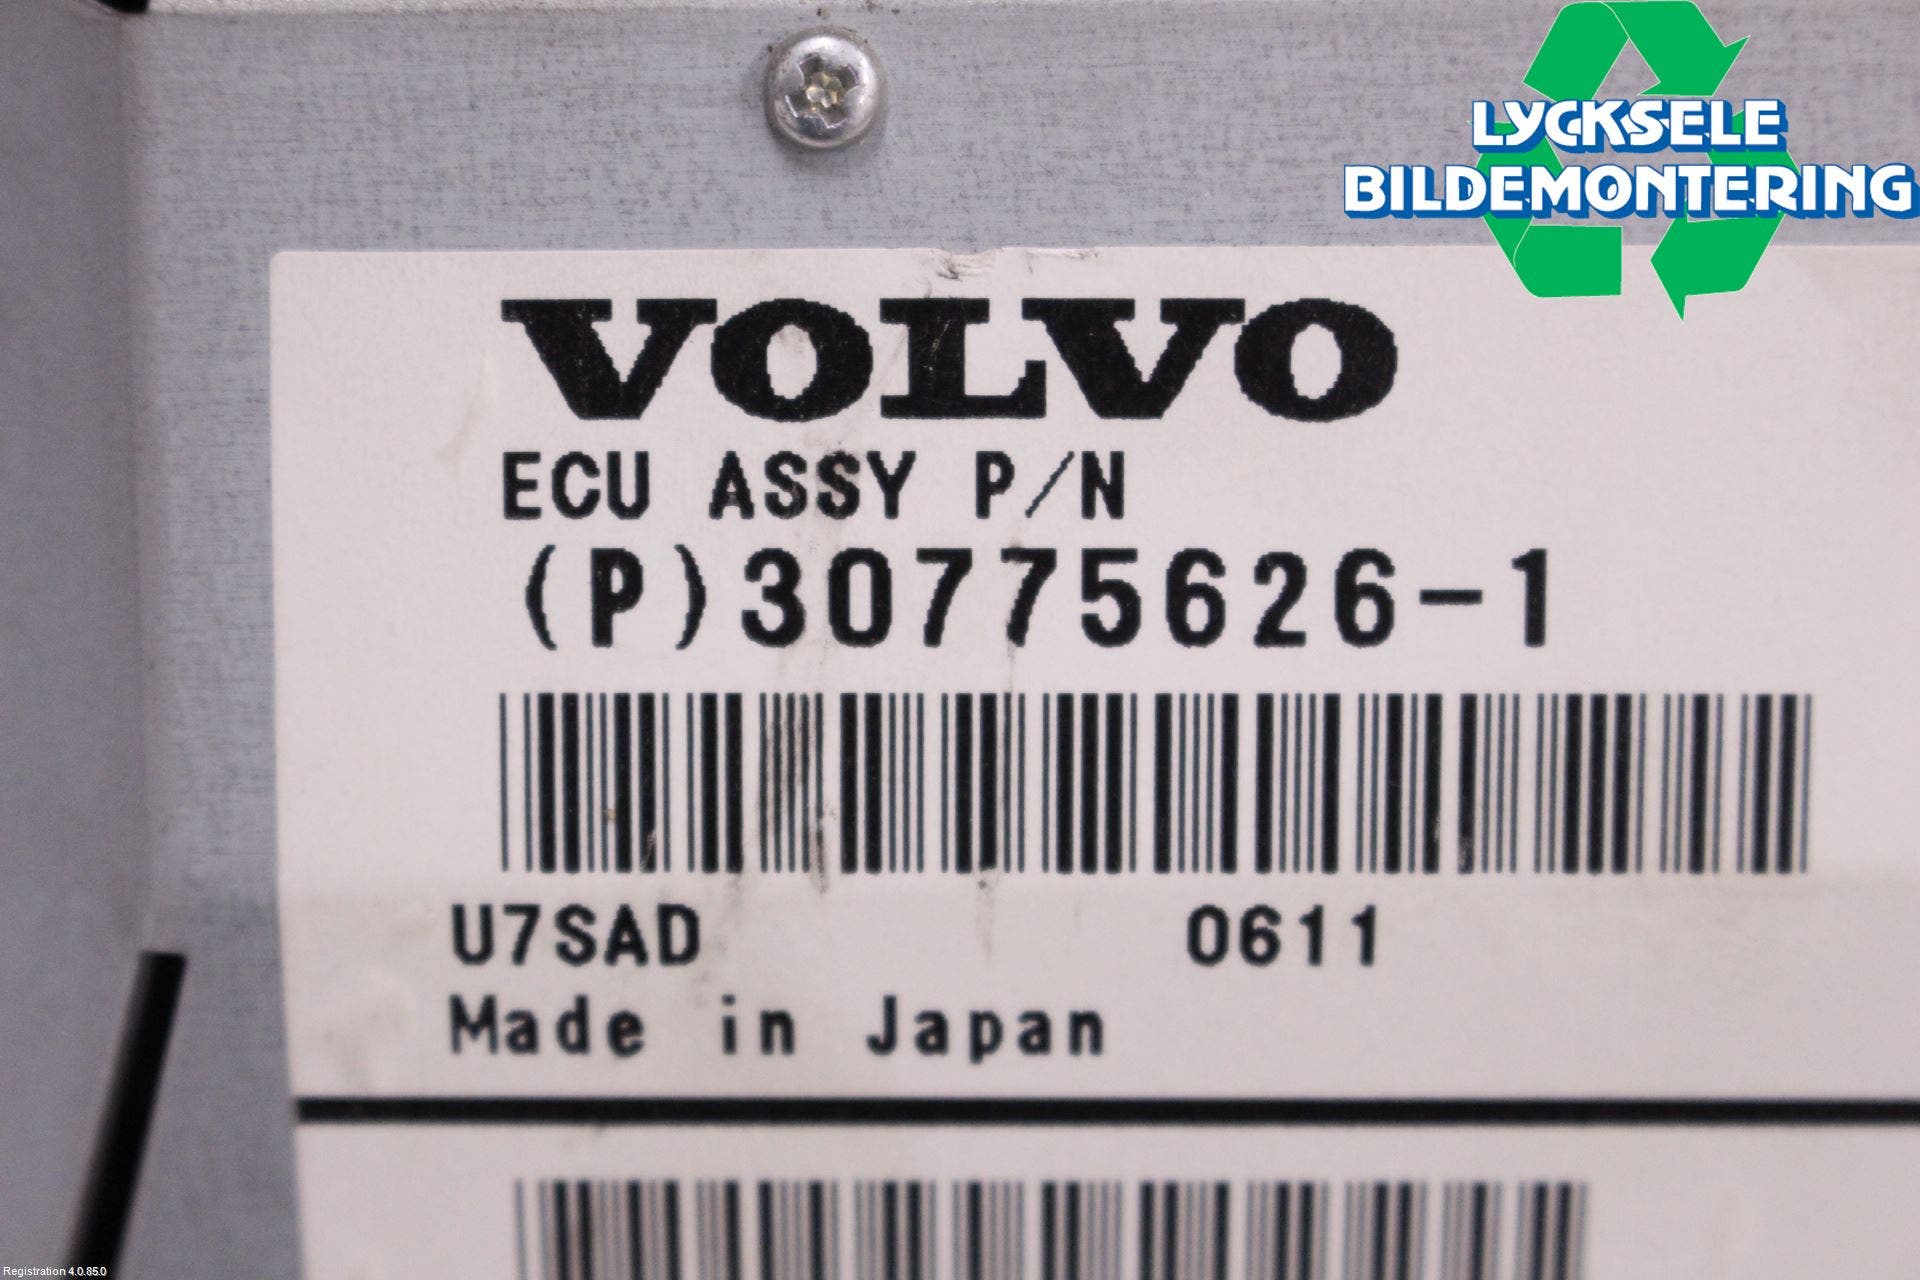 LYCKSELE
BILDEMONTERING
VOLVO
ECU ASSY P/N
(P)30775626-1
U7SAD 0611
Made in Japan
Registration 4.0.85.0